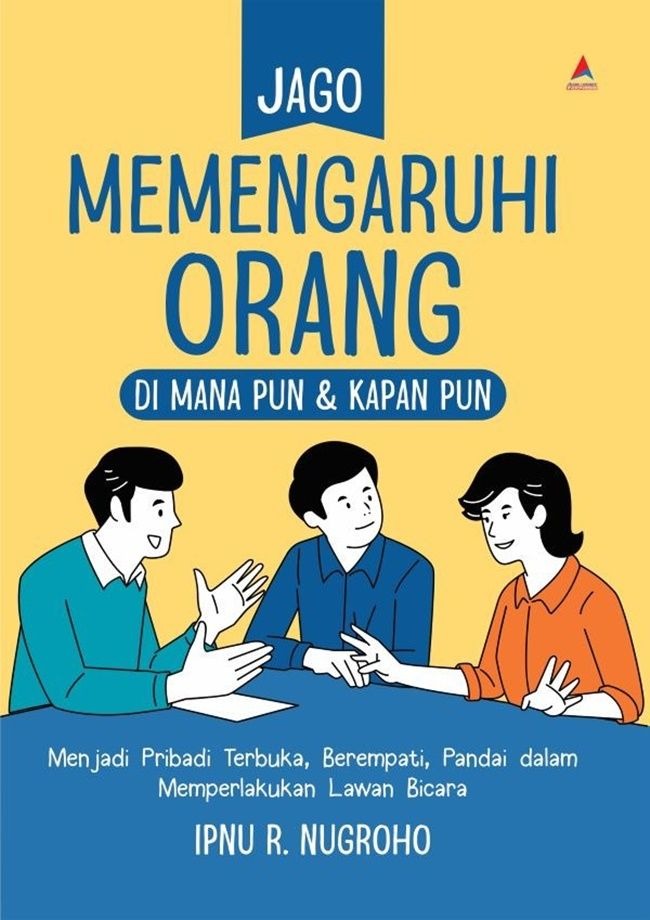 JAGO
MEMENGARUHI
ORANG
DI MANA PUN & KAPAN PUN
Menjadi Pribadi Terbuka, Berempati, Pandai dalam
Memperlakukan Lawan Bicara
IPNU R. NUGROHO